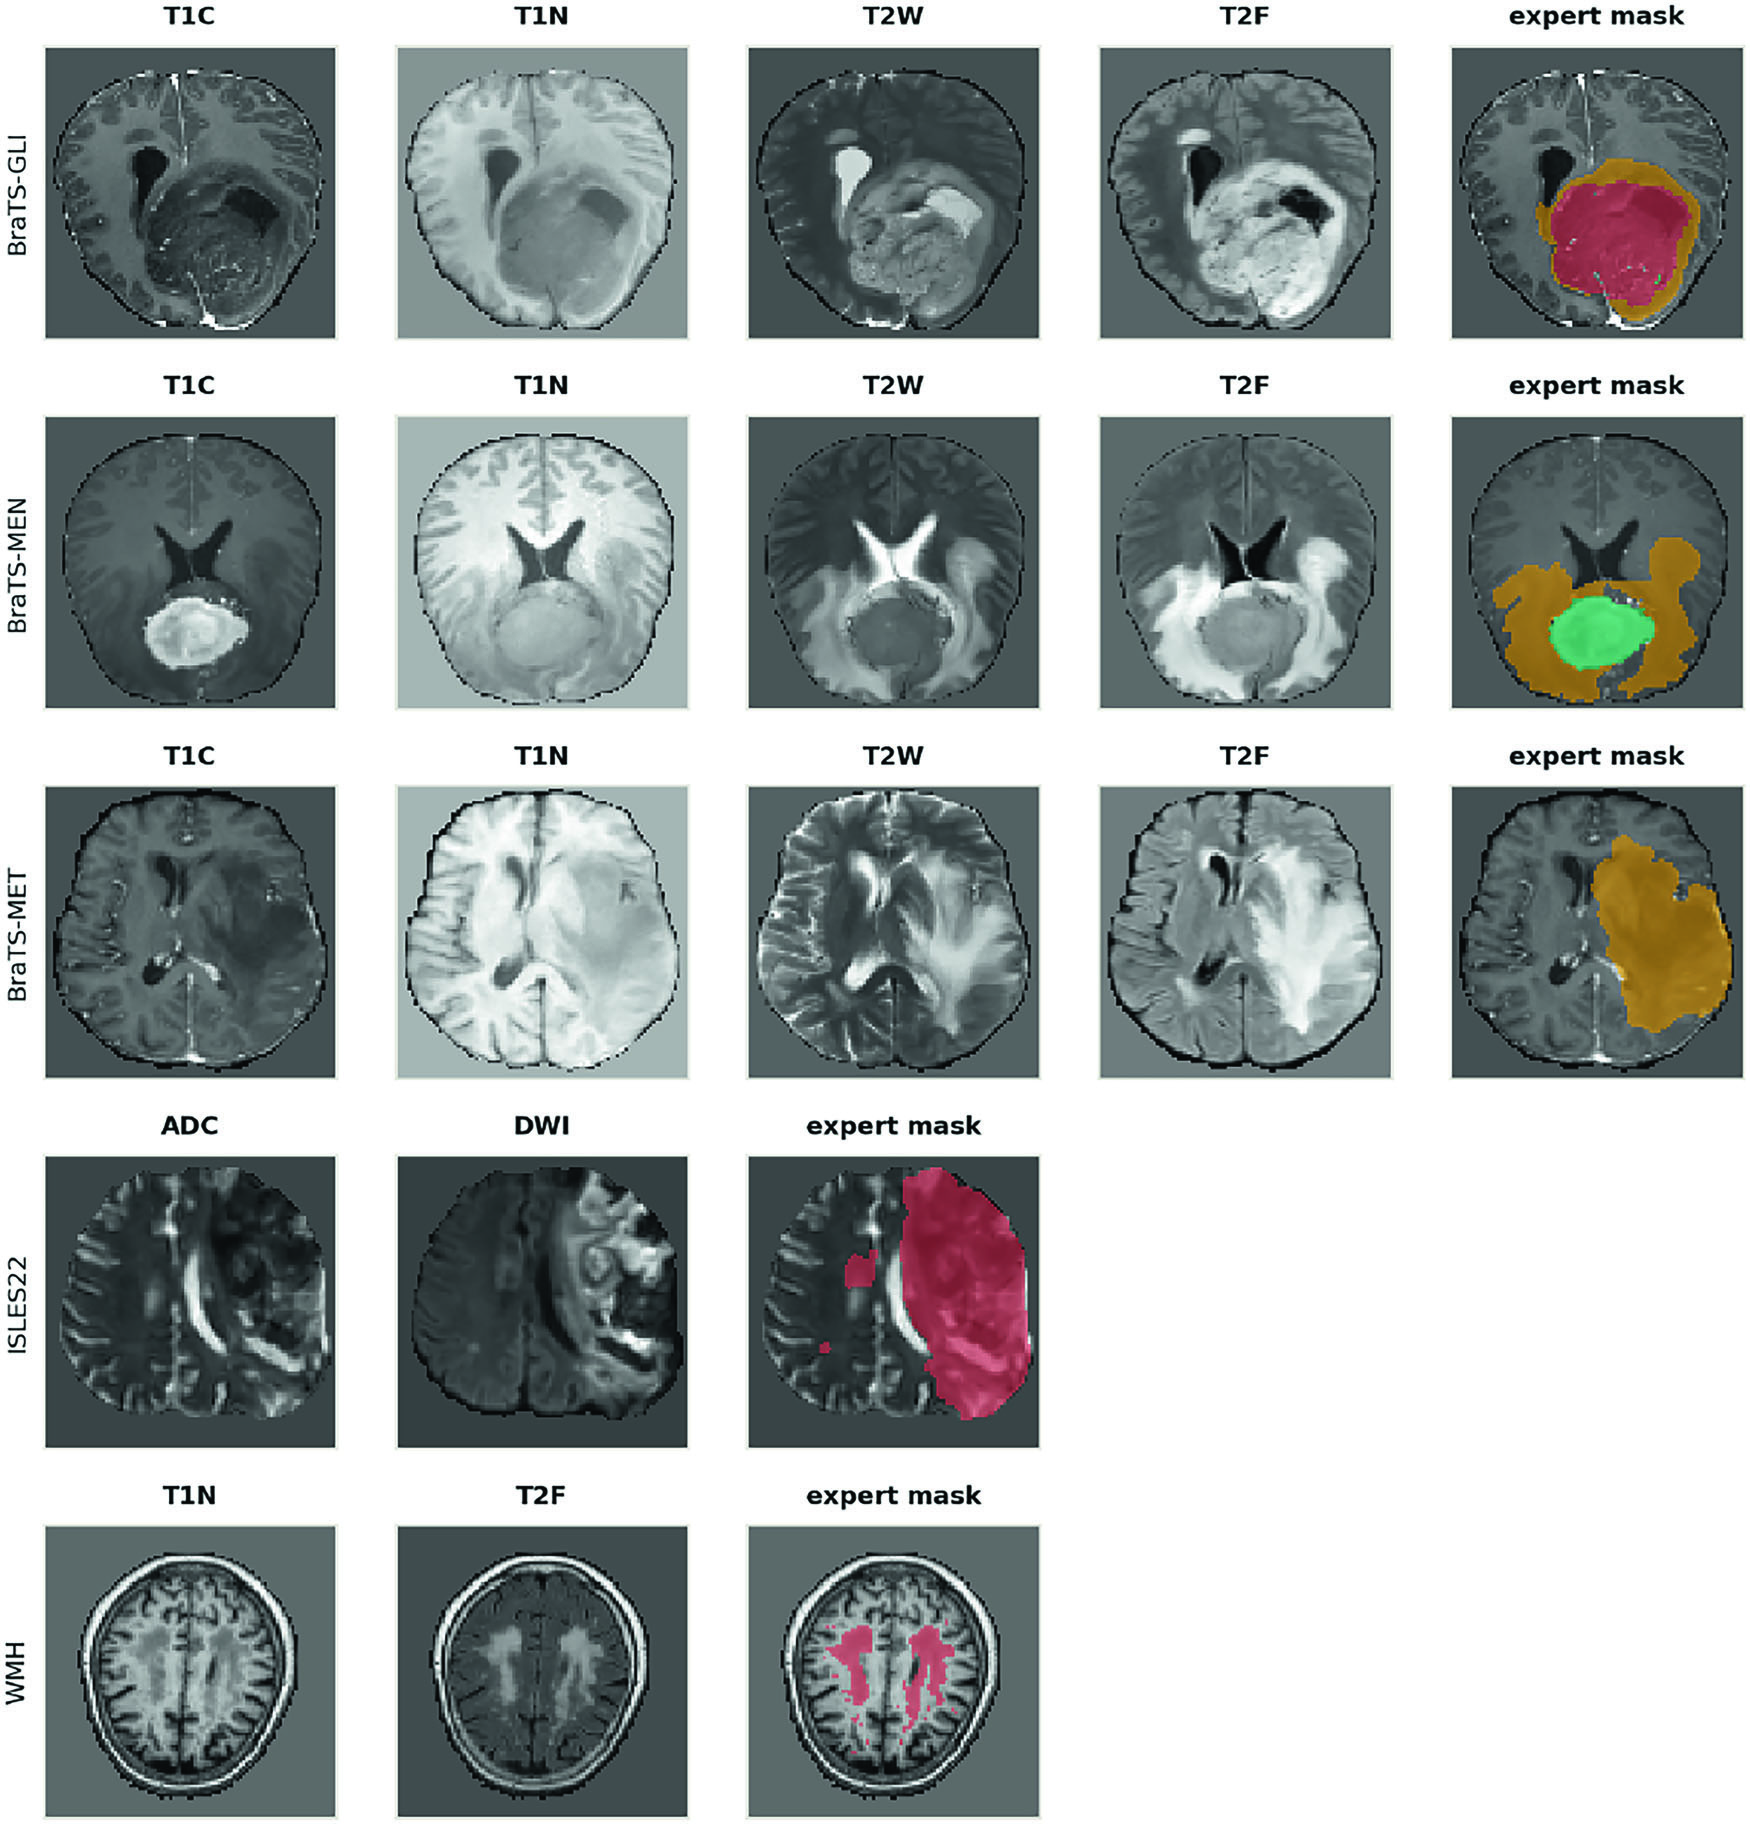 T1C T1N T2W T2F expert mask
BraTS-GLI
T1C T1N T2W T2F expert mask
BraTS-MEN
T1C T1N T2W T2F expert mask
BraTS-MET
ADC DWI expert mask
ISLES22
T1N T2F expert mask
WMH